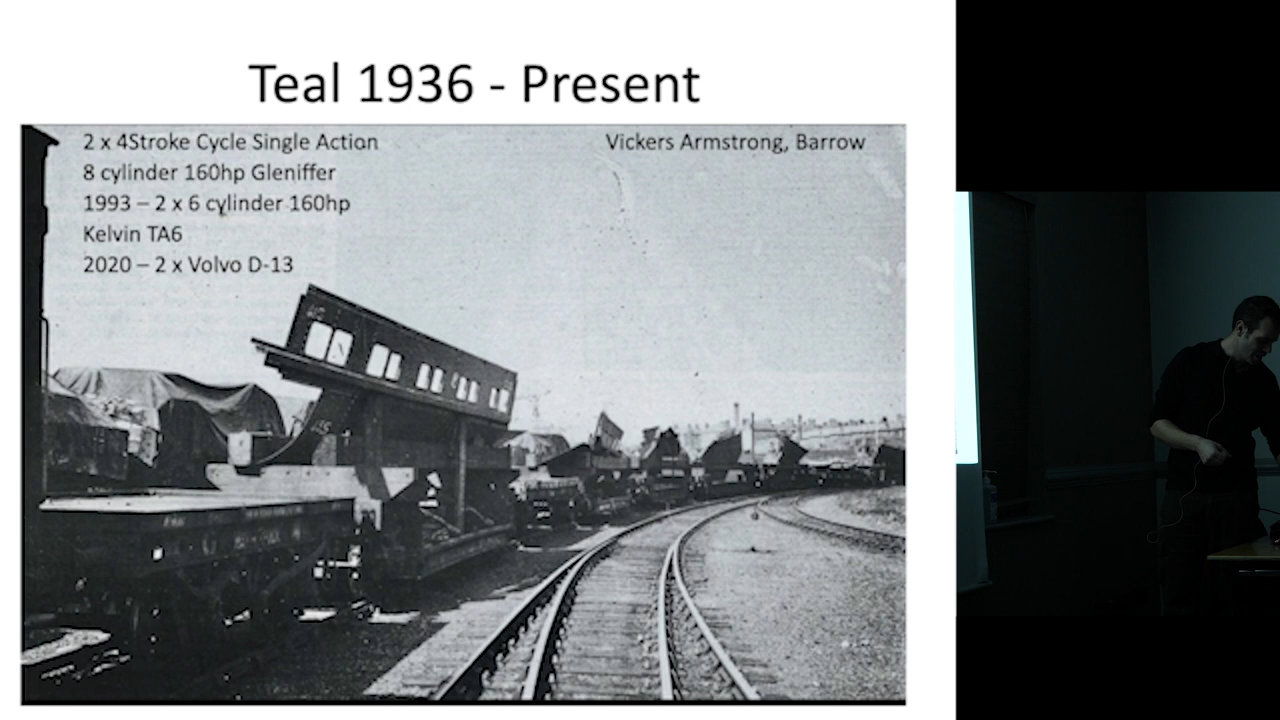 Teal 1936 - Present
2 x 4Stroke Cycle Single Action
8 cylinder 160hp Gleniffer
1993 – 2 x 6 cylinder 160hp
Kelvin TA6
2020 – 2 x Volvo D-13
Vickers Armstrong, Barrow